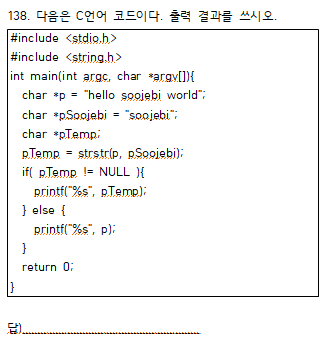 138. 다음은 C언어 코드이다. 출력 결과를 쓰시오.
#include <stdio.h>
#include <string.h>
int main(int argc, char *argv[]){
  char *p = "hello soojebi world";
  char *pSoojebi = "soojebi";
  char *pTemp;
  pTemp = strstr(p, pSoojebi);
  if( pTemp != NULL ){
    printf("%s", pTemp);
  } else {
    printf("%s", p);
  }
  return 0;
}
답)